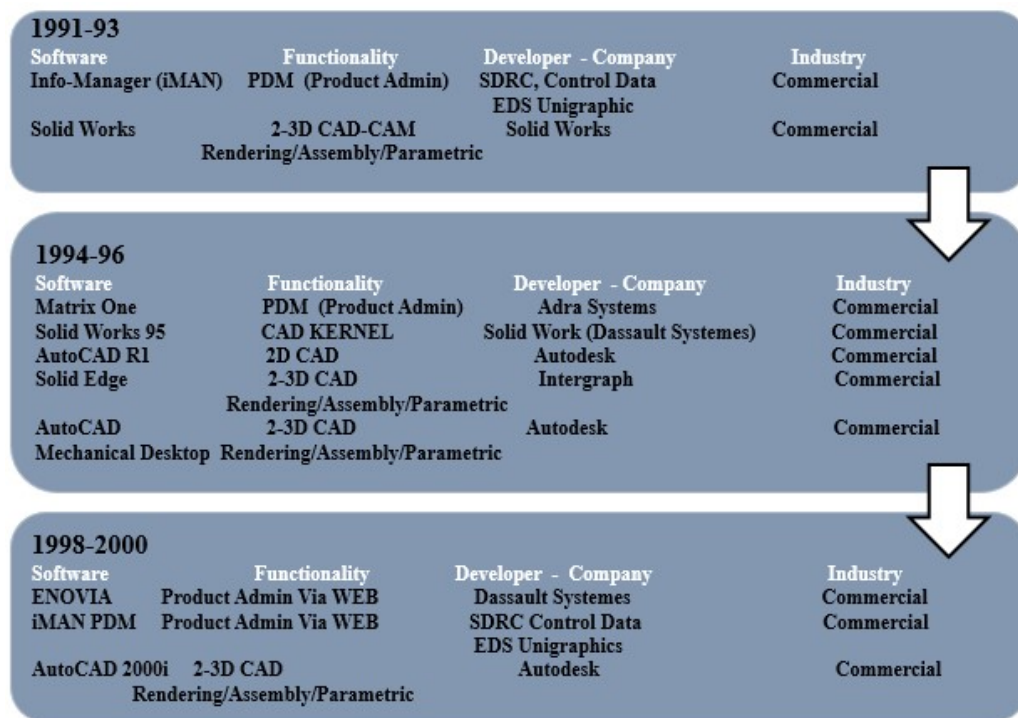 1991-93
Software Functionality Developer - Company Industry
Info-Manager (iMAN) PDM (Product Admin) SDRC, Control Data Commercial
EDS Unigraphic
Solid Works 2-3D CAD-CAM Solid Works Commercial
Rendering/Assembly/Parametric
1994-96
Software Functionality Developer - Company Industry
Matrix One PDM (Product Admin) Adra Systems Commercial
Solid Works 95 CAD KERNEL Solid Work (Dassault Systemes) Commercial
AutoCAD R1 2D CAD Autodesk Commercial
Solid Edge 2-3D CAD Intergraph Commercial
Rendering/Assembly/Parametric
AutoCAD 2-3D CAD Autodesk Commercial
Mechanical Desktop Rendering/Assembly/Parametric
1998-2000
Software Functionality Developer - Company Industry
ENOVIA Product Admin Via WEB Dassault Systemes Commercial
iMAN PDM Product Admin Via WEB SDRC Control Data Commercial
EDS Unigraphics
AutoCAD 2000i 2-3D CAD Autodesk Commercial
Rendering/Assembly/Parametric